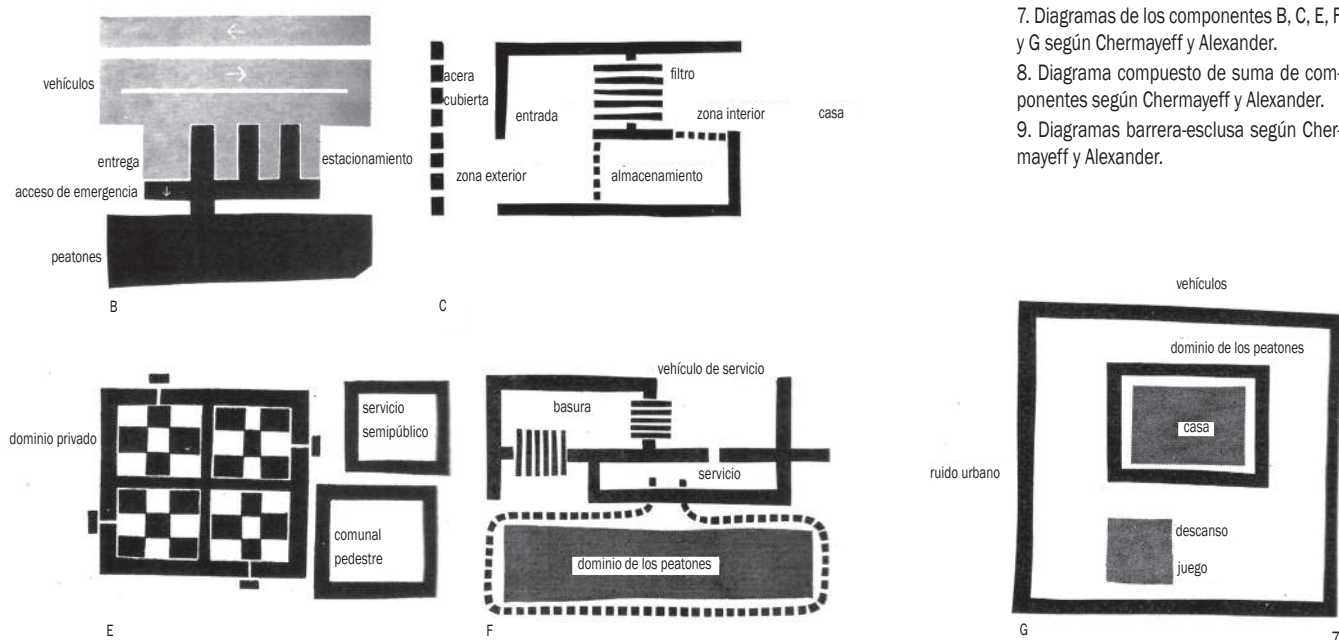 vehículos
entrega
estacionamiento
acceso de emergencia
peatones
B
acera
cubierta
entrada
filtro
zona interior
casa
zona exterior
almacenamiento
C
7. Diagramas de los componentes B, C, E, F
y G según Chermayeff y Alexander.
8. Diagrama compuesto de suma de com-
ponentes según Chermayeff y Alexander.
9. Diagramas barrera-esclusa según Cher-
mayeff y Alexander.
dominio privado
servicio
semipúblico
comunal
pedestre
E
vehículo de servicio
basura
servicio
dominio de los peatones
F
vehículos
dominio de los peatones
casa
ruido urbano
descanso
juego
G
7